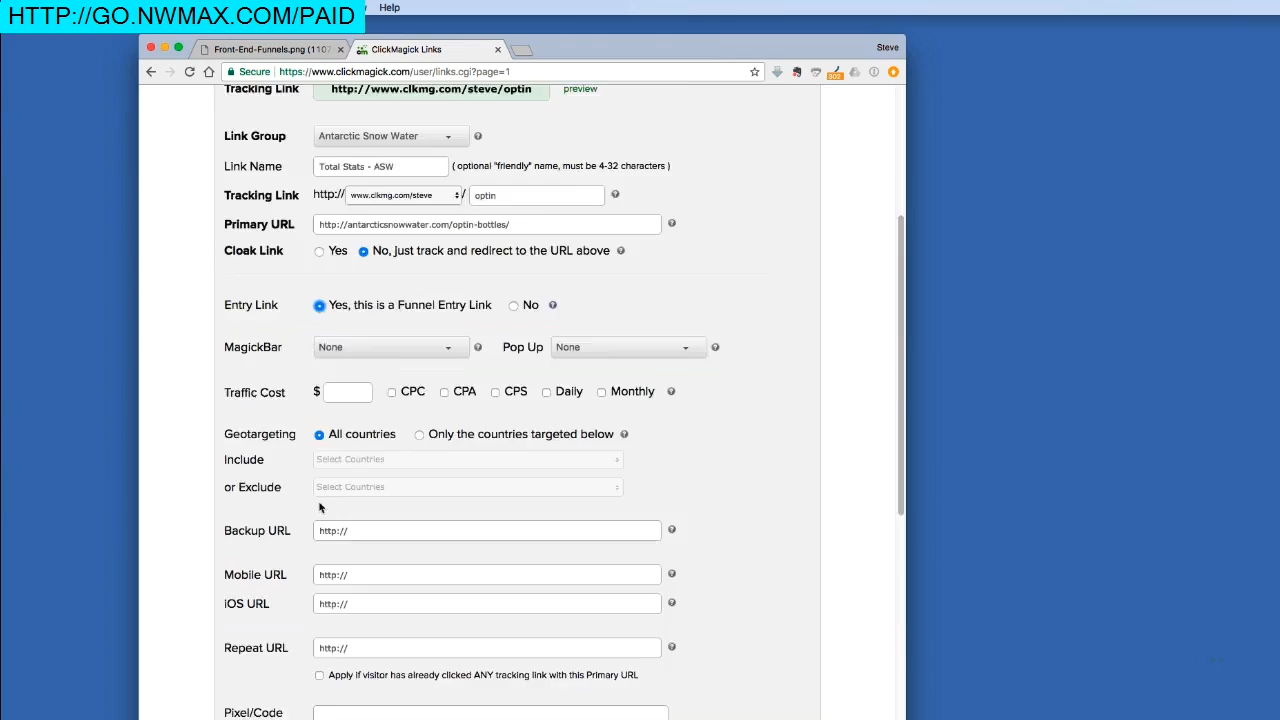 HTTP://GO.NWMAX.COM/PAID
Help
Front-End-Funnels.png (1107
ClickMagick Links
Steve
Secure
https://www.clickmagick.com/user/links.cgi?page=1
302
Tracking Link
http://www.clkmg.com/steve/optin
preview
Link Group
Antarctic Snow Water
Link Name
Total Stats - ASW
( optional "friendly" name, must be 4-32 characters )
Tracking Link
http://
www.clkmg.com/steve
/
optin
Primary URL
http://antarcticsnowwater.com/optin-bottles/
Cloak Link
Yes
No, just track and redirect to the URL above
Entry Link
Yes, this is a Funnel Entry Link
No
MagickBar
None
Pop Up
None
Traffic Cost
$
CPC
CPA
CPS
Daily
Monthly
Geotargeting
All countries
Only the countries targeted below
Include
Select Countries
or Exclude
Select Countries
Backup URL
http://
Mobile URL
http://
iOS URL
http://
Repeat URL
http://
Apply if visitor has already clicked ANY tracking link with this Primary URL
Pixel/Code